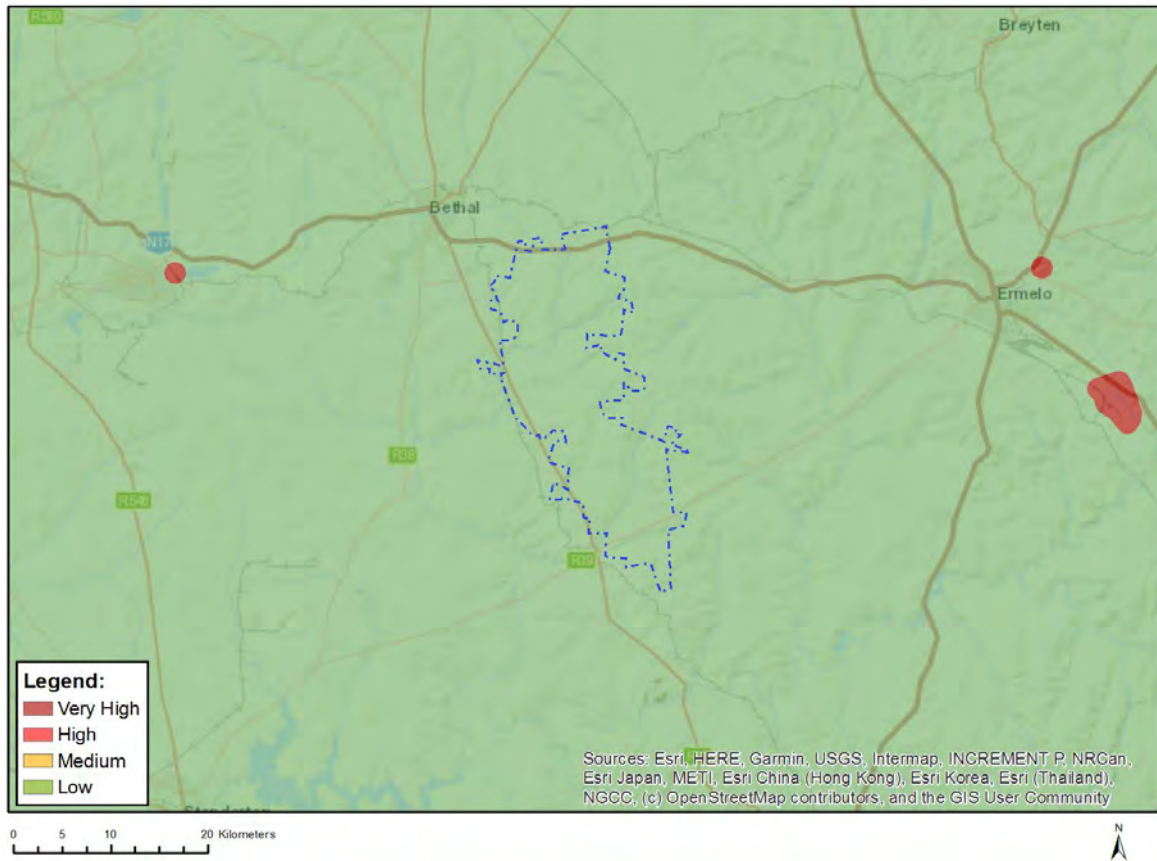 R580
Breyten
Bethal
N17
Ermelo
R38
R546
R39
Legend:
Very High
High
Medium
Low
Standerton
Sources: Esri, HERE, Garmin, USGS, Intermap, INCREMENT P, NRCan,
Esri Japan, METI, Esri China (Hong Kong), Esri Korea, Esri (Thailand),
NGCC, (c) OpenStreetMap contributors, and the GIS User Community
0 5 10 20 Kilometers
N